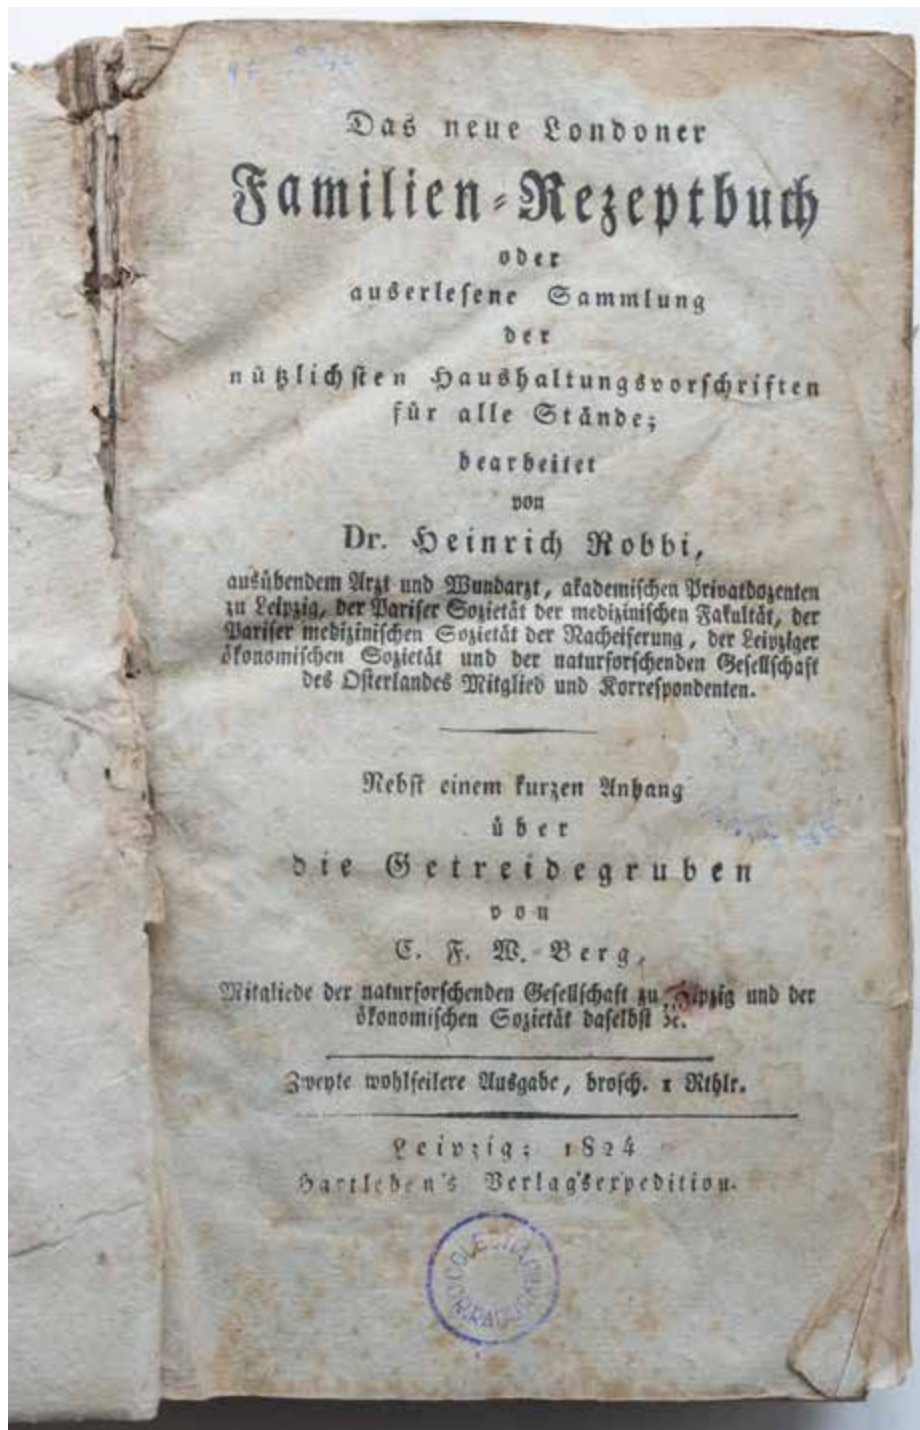 Das neue Londoner
Familien-Rezeptbuch
oder
auserlesene Sammlung
der
nützlichsten Haushaltungsvorschriften
für alle Stände;
bearbeitet
von
Dr. Heinrich Robbi,
ausübendem Arzt und Wundarzt, akademischen Privatdozenten
zu Leipzig, der Pariser Sozietät der medizinischen Fakultät, der
Pariser medizinischen Sozietät der Nacheiferung, der Leipziger
ökonomischen Sozietät und der naturforschenden Gesellschaft
des Osterlandes Mitglied und Korrespondenten.
Nebst einem kurzen Anhang
über
die Getreidegruben
von
C. F. W. Berg,
Mitgliede der naturforschenden Gesellschaft zu Leipzig und der
ökonomischen Sozietät daselbst ꝛc.
Zweyte wohlfeilere Ausgabe, brosch. 1 Rthlr.
Leipzig: 1824
Hartleben's Verlagsexpedition.
COLECȚIA